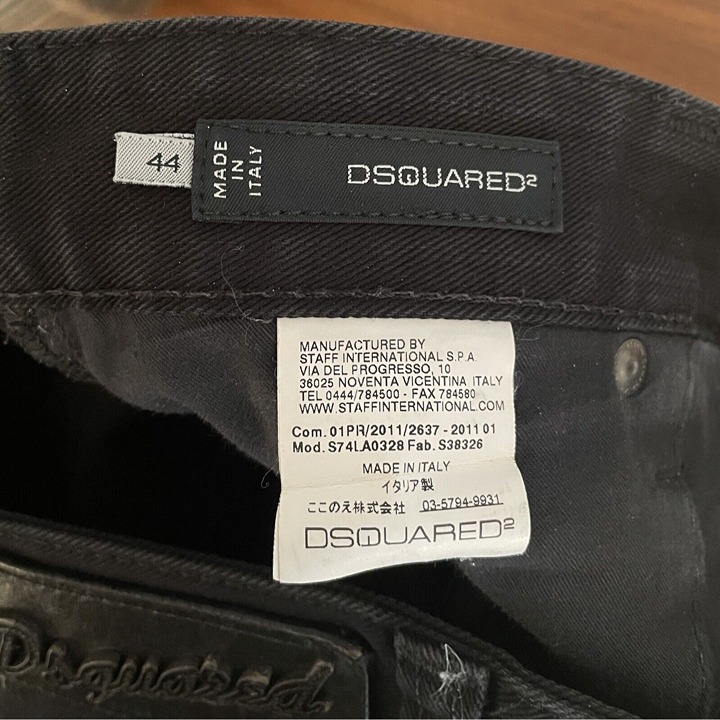 44
MADE
IN
ITALY
DSQUARED2
MANUFACTURED BY
STAFF INTERNATIONAL S.P.A.
VIA DEL PROGRESSO, 10
36025 NOVENTA VICENTINA ITALY
TEL 0444/784500 - FAX 784580
WWW.STAFFINTERNATIONAL.COM
Com. 01PR/2011/2637 - 2011 01
Mod. S74LA0328 Fab. S38326
MADE IN ITALY
イタリア製
ここのえ株式会社 03-5794-9931
DSQUARED2
Dsquared2